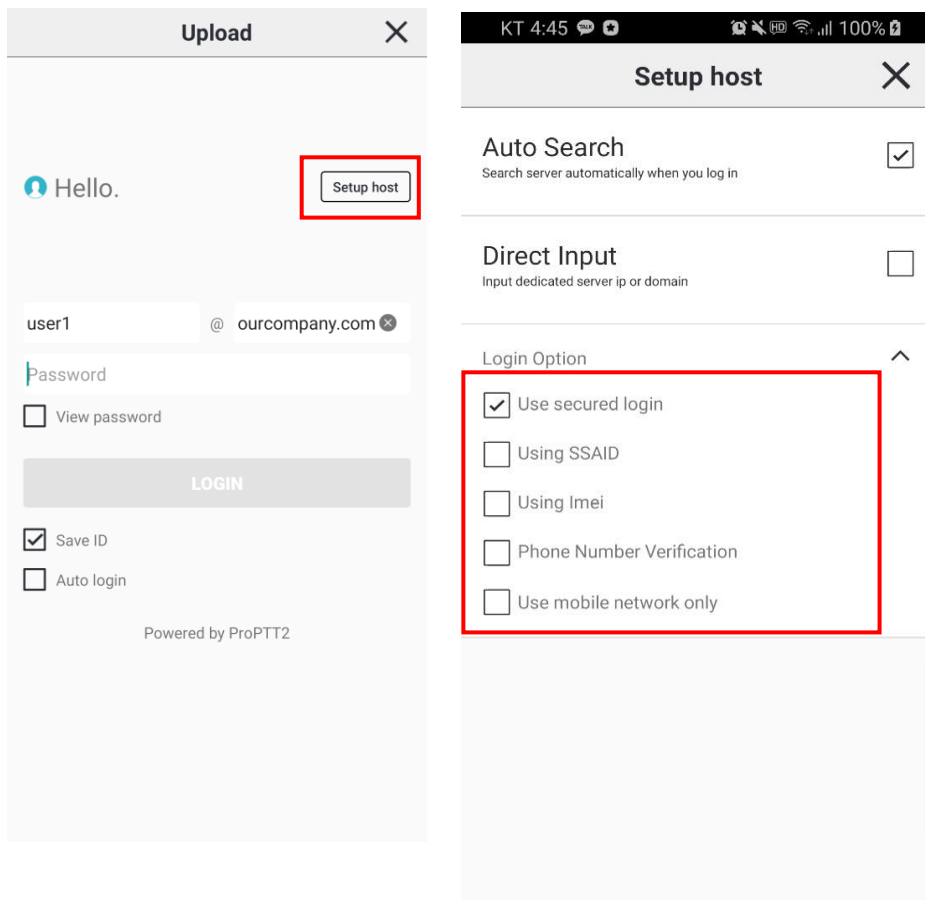 Upload
Hello.
Setup host
user1 @ ourcompany.com
Password
View password
LOGIN
Save ID
Auto login
Powered by ProPTT2
KT 4:45 TALK HD 100%
Setup host
Auto Search
Search server automatically when you log in
Direct Input
Input dedicated server ip or domain
Login Option
Use secured login
Using SSAID
Using Imei
Phone Number Verification
Use mobile network only